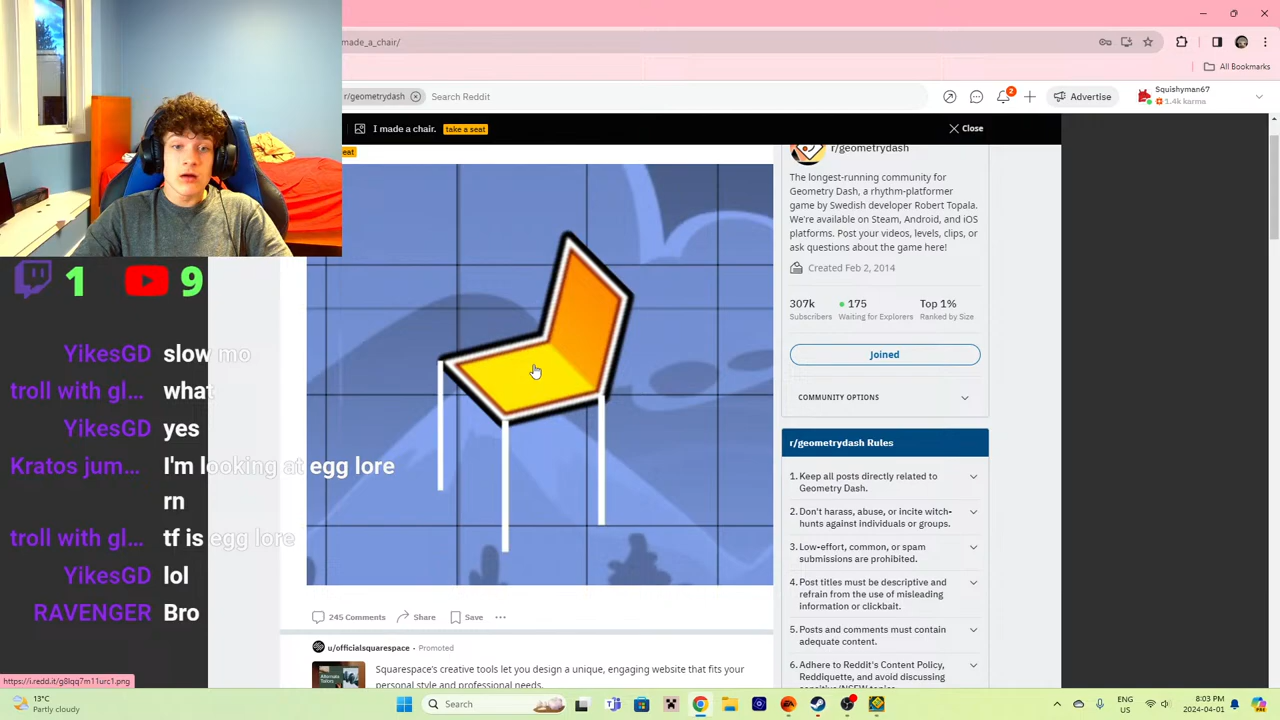 made_a_chair/
All Bookmarks
r/geometrydash
Search Reddit
2
Advertise
Squishyman67
1.4k karma
I made a chair.
take a seat
Close
eat
r/geometrydash
The longest-running community for
Geometry Dash, a rhythm-platformer
game by Swedish developer Robert Topala.
We're available on Steam, Android, and iOS
platforms. Post your videos, levels, clips, or
ask questions about the game here!
Created Feb 2, 2014
307k
175
Top 1%
Subscribers
Waiting for Explorers
Ranked by Size
Joined
COMMUNITY OPTIONS
r/geometrydash Rules
1. Keep all posts directly related to
Geometry Dash.
2. Don't harass, abuse, or incite witch-
hunts against individuals or groups.
3. Low-effort, common, or spam
submissions are prohibited.
4. Post titles must be descriptive and
refrain from the use of misleading
information or clickbait.
5. Posts and comments must contain
adequate content.
6. Adhere to Reddit's Content Policy,
Rediquette, and avoid discussing
1
9
YikesGD slow mo
troll with gl... what
YikesGD yes
Kratos jum... I'm looking at egg lore
rn
troll with gl... tf is egg lore
YikesGD lol
RAVENGER Bro
245 Comments
Share
Save
u/officialsquarespace • Promoted
Squarespace's creative tools let you design a unique, engaging website that fits your
personal style and professional needs.
https://i.redd.it/g8lqq7m11urc1.png
13°C
Partly cloudy
Search
ENG
US
8:03 PM
2024-04-01